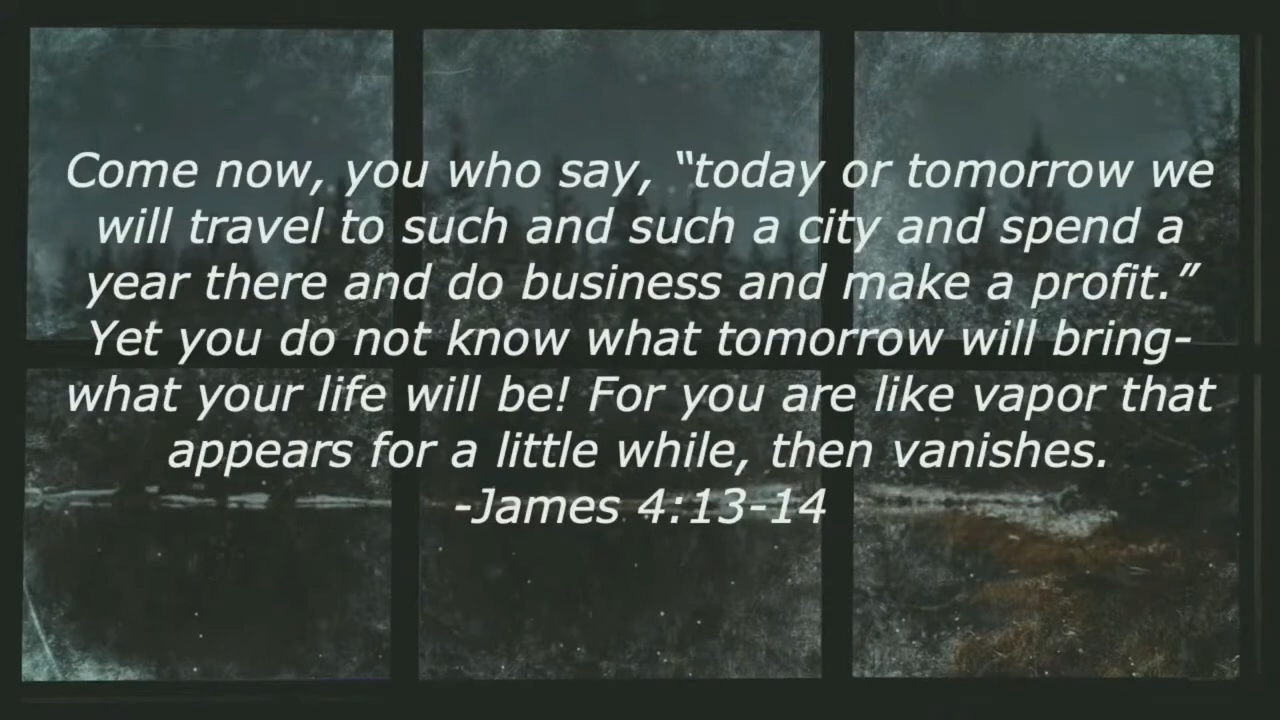 Come now, you who say, “today or tomorrow we
will travel to such and such a city and spend a
year there and do business and make a profit.”
Yet you do not know what tomorrow will bring-
what your life will be! For you are like vapor that
appears for a little while, then vanishes.
-James 4:13-14